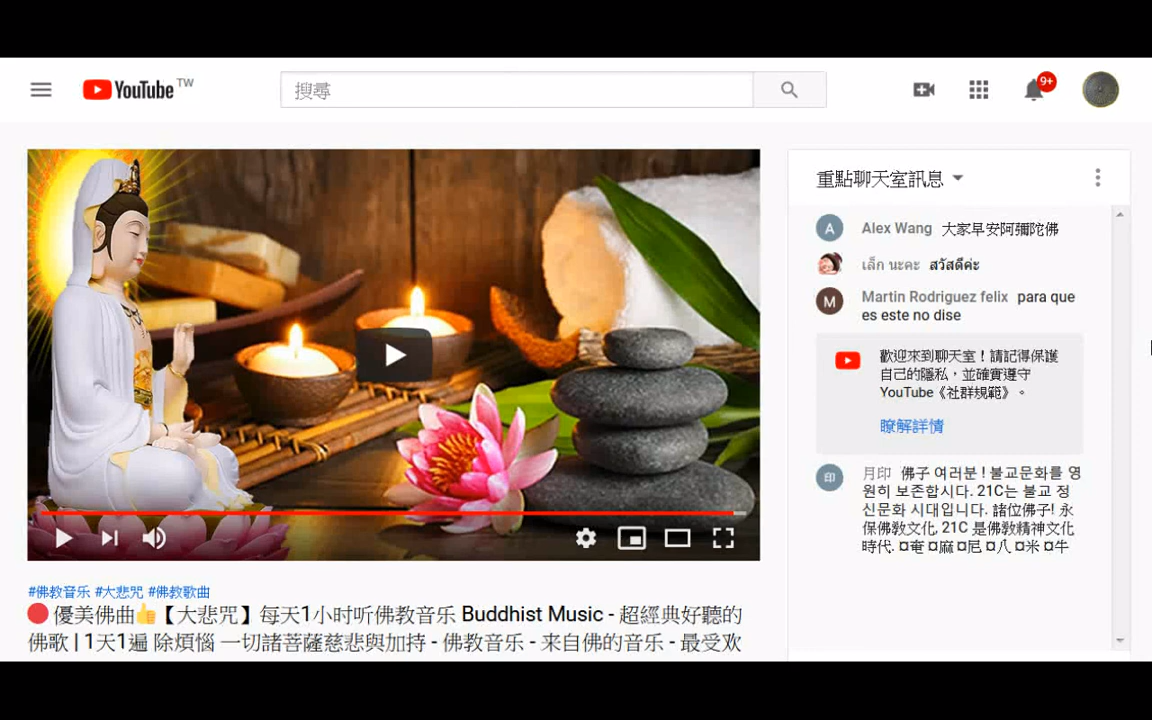 YouTube TW
搜尋
9+
重點聊天室訊息
A Alex Wang 大家早安阿彌陀佛
เล็ก นะคะ สวัสดีค่ะ
M Martin Rodriguez felix para que
es este no dise
歡迎來到聊天室！請記得保護
自己的隱私，並確實遵守
YouTube《社群規範》。
瞭解詳情
印 月印 佛子 여러분 ! 불교문화를 영
원히 보존합시다. 21C는 불교 정
신문화 시대입니다. 諸位佛子! 永
保佛敎文化. 21C 是佛敎精神文化
時代. ¤奄 ¤麻 ¤尼 ¤八 ¤米 ¤牛
#佛教音乐 #大悲咒 #佛教歌曲
🔴 優美佛曲👍【大悲咒】每天1小时听佛教音乐 Buddhist Music - 超經典好聽的
佛歌 | 1天1遍 除煩惱 一切諸菩薩慈悲與加持 - 佛教音乐 - 来自佛的音乐 - 最受欢